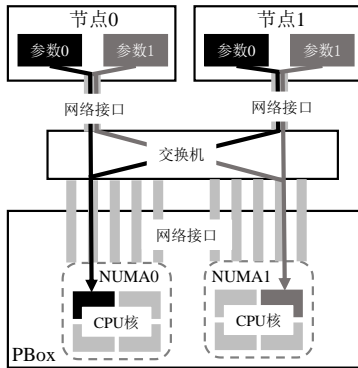 节点0
节点1
参数0
参数1
参数0
参数1
网络接口
网络接口
交换机
网络接口
NUMA0
NUMA1
CPU核
CPU核
PBox